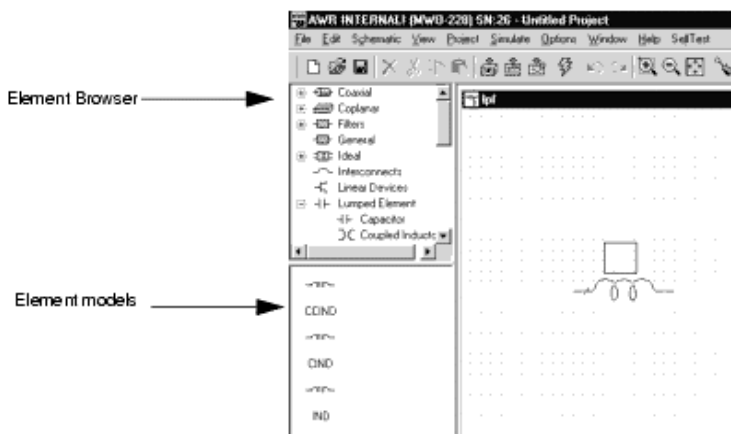 AWR INTERNAL! (MWO-228) SN:26 - Untitled Project
File Edit Schematic View Project Simulate Options Window Help SelfTest
Element Browser
Coaxial
Coplanar
Filters
General
Ideal
Interconnects
Linear Devices
Lumped Element
Capacitor
Coupled Inducto
lpf
Element models
CCIND
CIND
IND